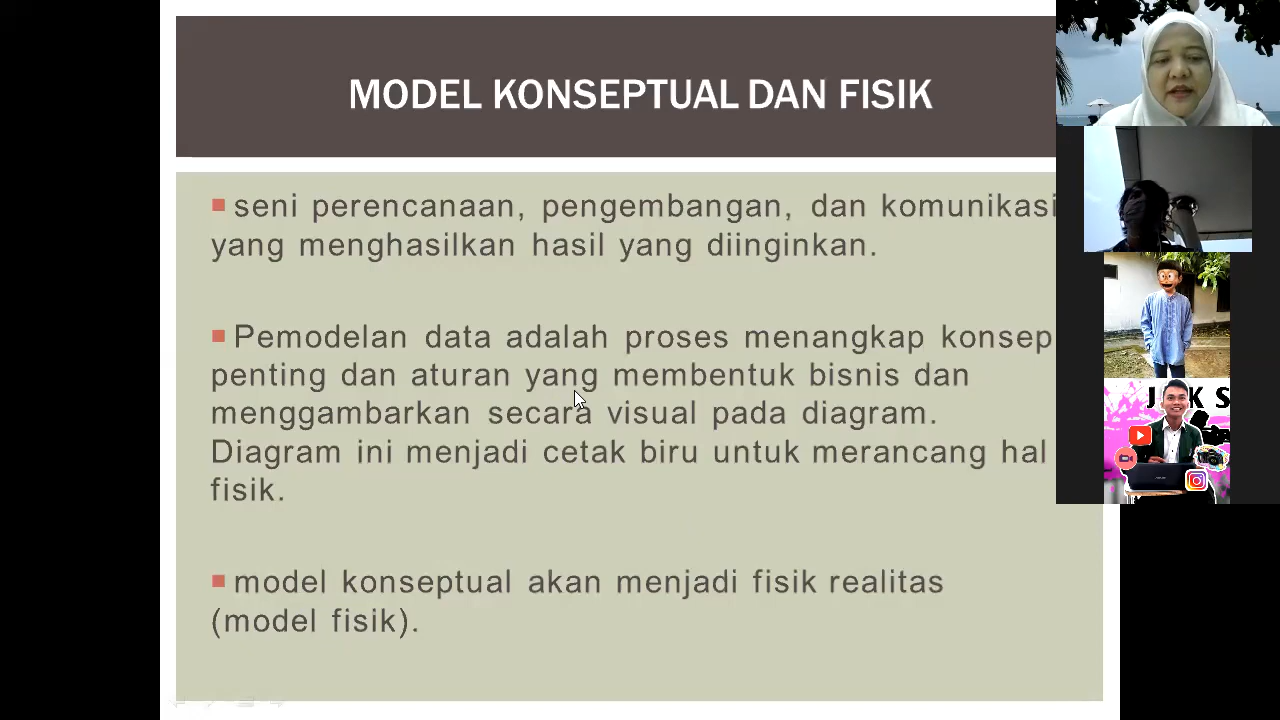 MODEL KONSEPTUAL DAN FISIK
■ seni perencanaan, pengembangan, dan komunikasi
yang menghasilkan hasil yang diinginkan.
■ Pemodelan data adalah proses menangkap konsep
penting dan aturan yang membentuk bisnis dan
menggambarkan secara visual pada diagram.
Diagram ini menjadi cetak biru untuk merancang hal
fisik.
■ model konseptual akan menjadi fisik realitas
(model fisik).